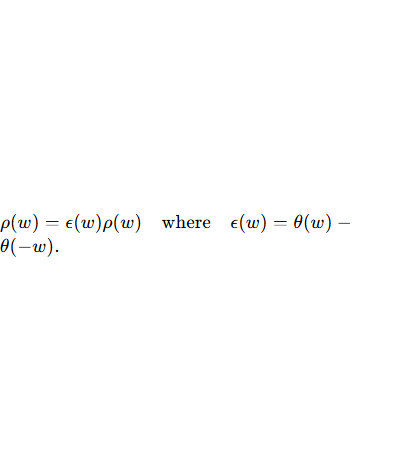 ρ(w) = ϵ(w)ρ(w) where ϵ(w) = θ(w) −
θ(−w).